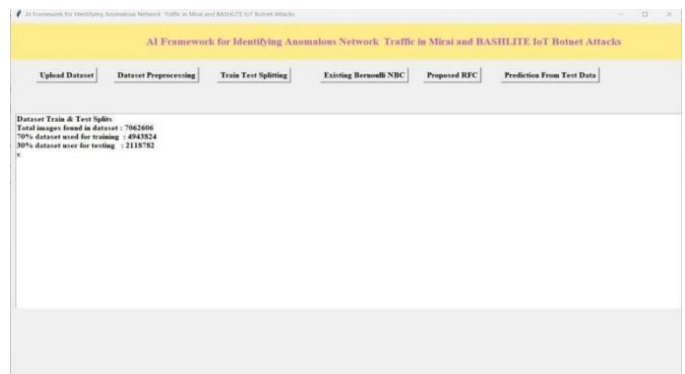 AI Framework for Identifying Anomalous Network Traffic in Mirai and BASHLITE IoT Botnet Attacks
AI Framework for Identifying Anomalous Network Traffic in Mirai and BASHLITE IoT Botnet Attacks
Upload Dataset Dataset Preprocessing Train Test Splitting Existing Bernoulli NBC Proposed RFC Prediction From Test Data
Dataset Train & Test Splits
Total images found in dataset : 7062606
70% dataset used for training : 4943824
30% dataset user for testing : 2118782